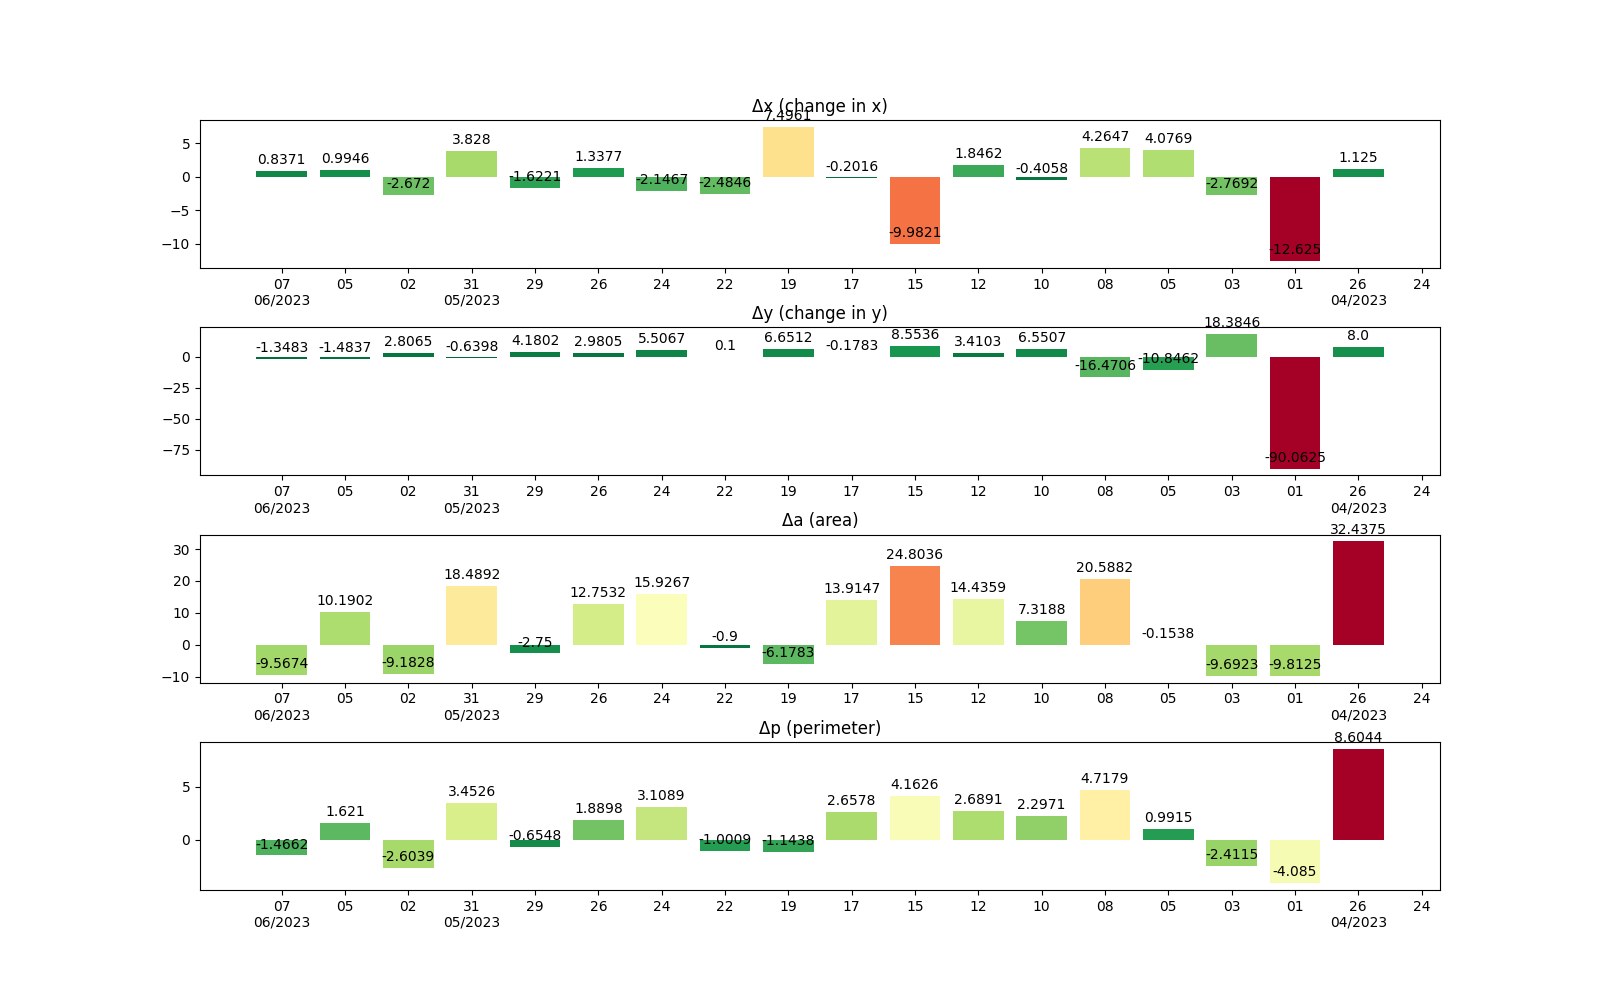 Δx (change in x)
0.8371 0.9946 -2.672 3.828 -1.6221 1.3377 -2.1467 -2.4846 7.4961 -0.2016 -9.9821 1.8462 -0.4058 4.2647 4.0769 -2.7692 -12.625 1.125
5
0
−5
−10
07 05 02 31 29 26 24 22 19 17 15 12 10 08 05 03 01 26 24
06/2023 05/2023 04/2023
Δy (change in y)
-1.3483 -1.4837 2.8065 -0.6398 4.1802 2.9805 5.5067 0.1 6.6512 -0.1783 8.5536 3.4103 6.5507 -16.4706 -10.8462 18.3846 -90.0625 8.0
0
−25
−50
−75
07 05 02 31 29 26 24 22 19 17 15 12 10 08 05 03 01 26 24
06/2023 05/2023 04/2023
Δa (area)
-9.5674 10.1902 -9.1828 18.4892 -2.75 12.7532 15.9267 -0.9 -6.1783 13.9147 24.8036 14.4359 7.3188 20.5882 -0.1538 -9.6923 -9.8125 32.4375
30
20
10
0
−10
07 05 02 31 29 26 24 22 19 17 15 12 10 08 05 03 01 26 24
06/2023 05/2023 04/2023
Δp (perimeter)
-1.4662 1.621 -2.6039 3.4526 -0.6548 1.8898 3.1089 -1.0009 -1.1438 2.6578 4.1626 2.6891 2.2971 4.7179 0.9915 -2.4115 -4.085 8.6044
5
0
07 05 02 31 29 26 24 22 19 17 15 12 10 08 05 03 01 26 24
06/2023 05/2023 04/2023